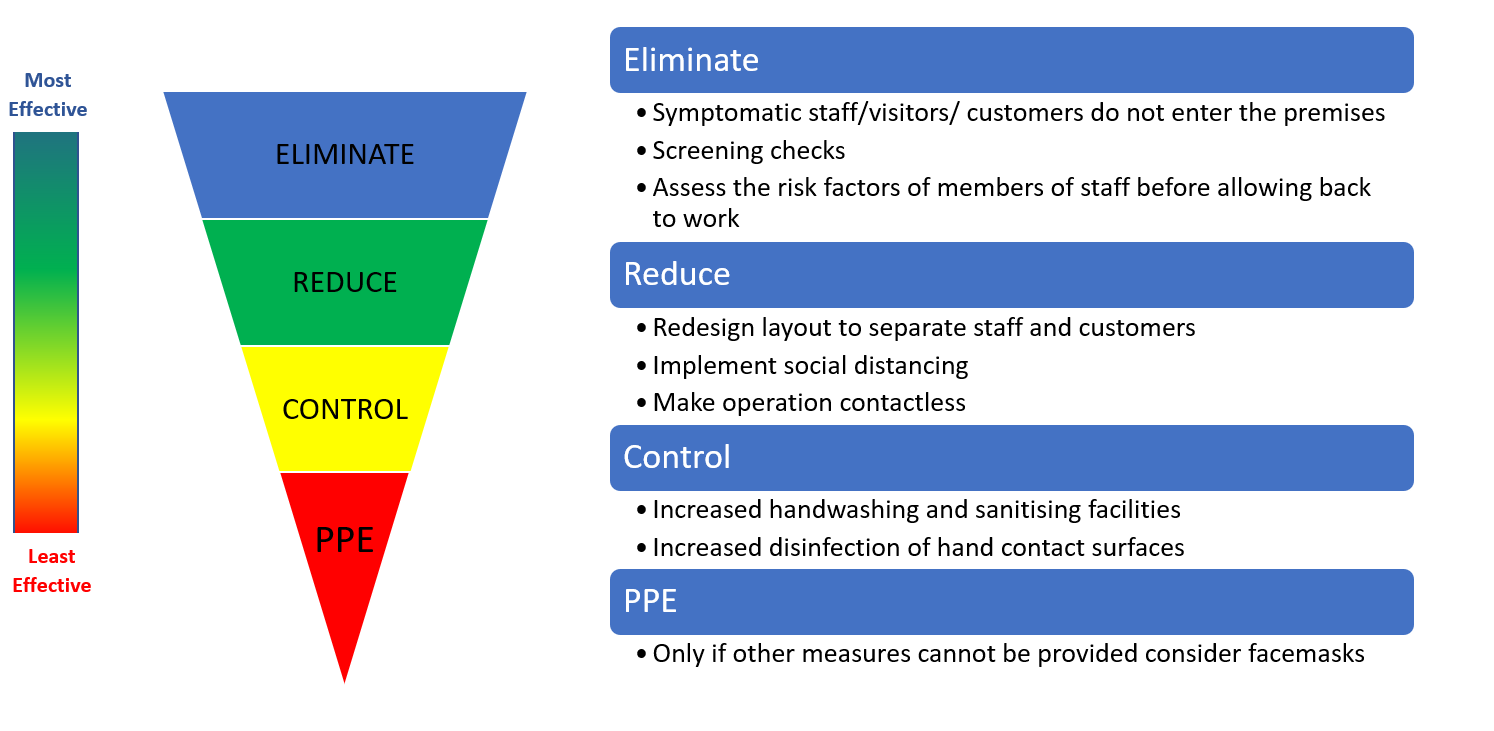 Most
Effective
Least
Effective
ELIMINATE
REDUCE
CONTROL
PPE
Eliminate
• Symptomatic staff/visitors/ customers do not enter the premises
• Screening checks
• Assess the risk factors of members of staff before allowing back
to work
Reduce
• Redesign layout to separate staff and customers
• Implement social distancing
• Make operation contactless
Control
• Increased handwashing and sanitising facilities
• Increased disinfection of hand contact surfaces
PPE
• Only if other measures cannot be provided consider facemasks